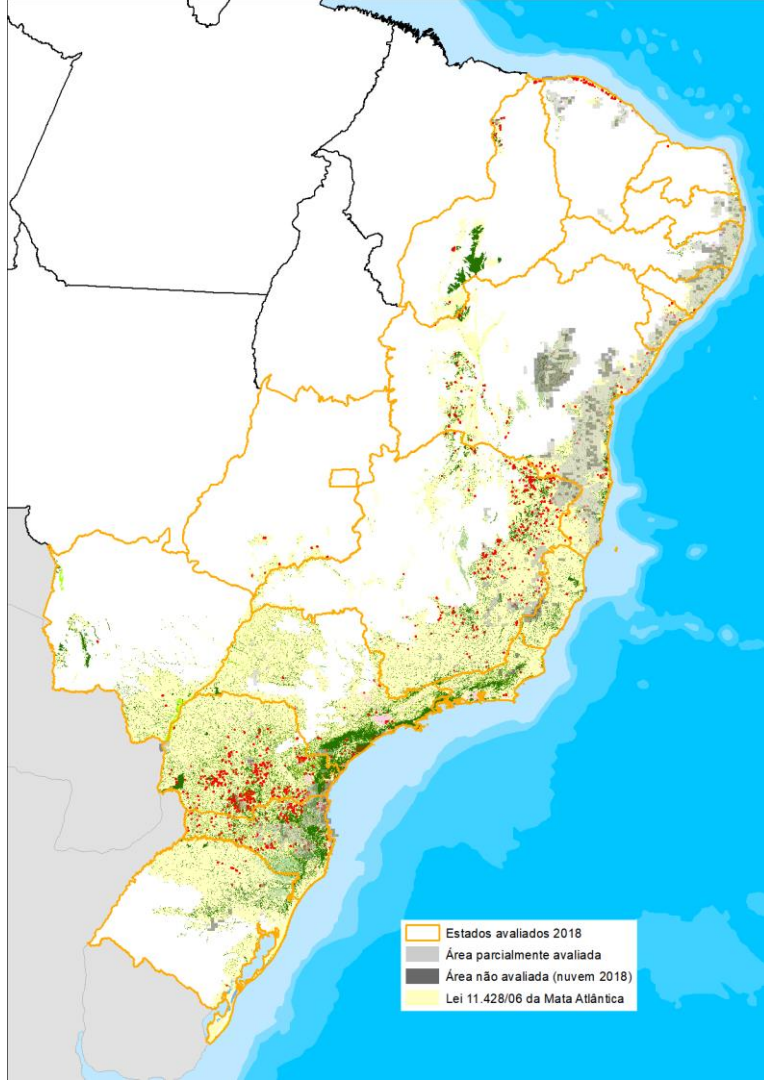 Estados avaliados 2018
Área parcialmente avaliada
Área não avaliada (nuvem 2018)
Lei 11.428/06 da Mata Atlântica